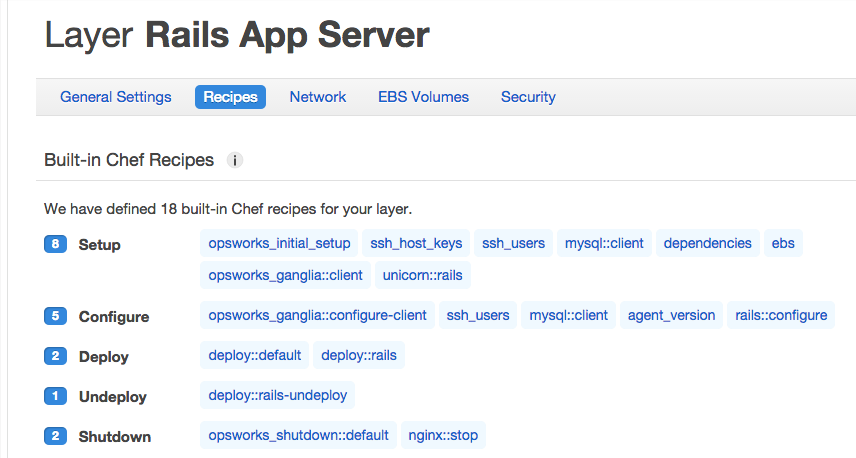 Layer Rails App Server
General Settings Recipes Network EBS Volumes Security
Built-in Chef Recipes i
We have defined 18 built-in Chef recipes for your layer.
8 Setup opsworks_initial_setup ssh_host_keys ssh_users mysql::client dependencies ebs
opsworks_ganglia::client unicorn::rails
5 Configure opsworks_ganglia::configure-client ssh_users mysql::client agent_version rails::configure
2 Deploy deploy::default deploy::rails
1 Undeploy deploy::rails-undeploy
2 Shutdown opsworks_shutdown::default nginx::stop